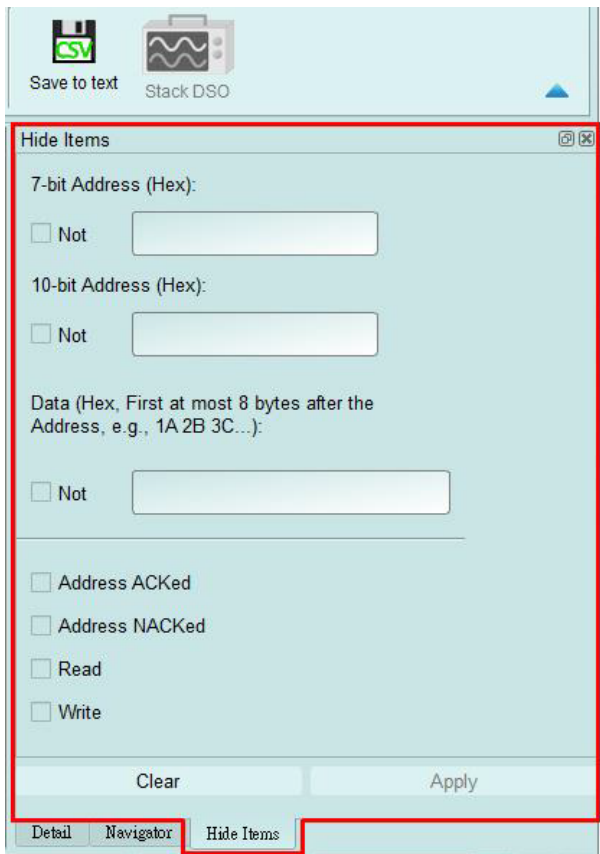 CSV
Save to text
Stack DSO
Hide Items
7-bit Address (Hex):
Not
10-bit Address (Hex):
Not
Data (Hex, First at most 8 bytes after the
Address, e.g., 1A 2B 3C...):
Not
Address ACKed
Address NACKed
Read
Write
Clear Apply
Detail Navigator Hide Items